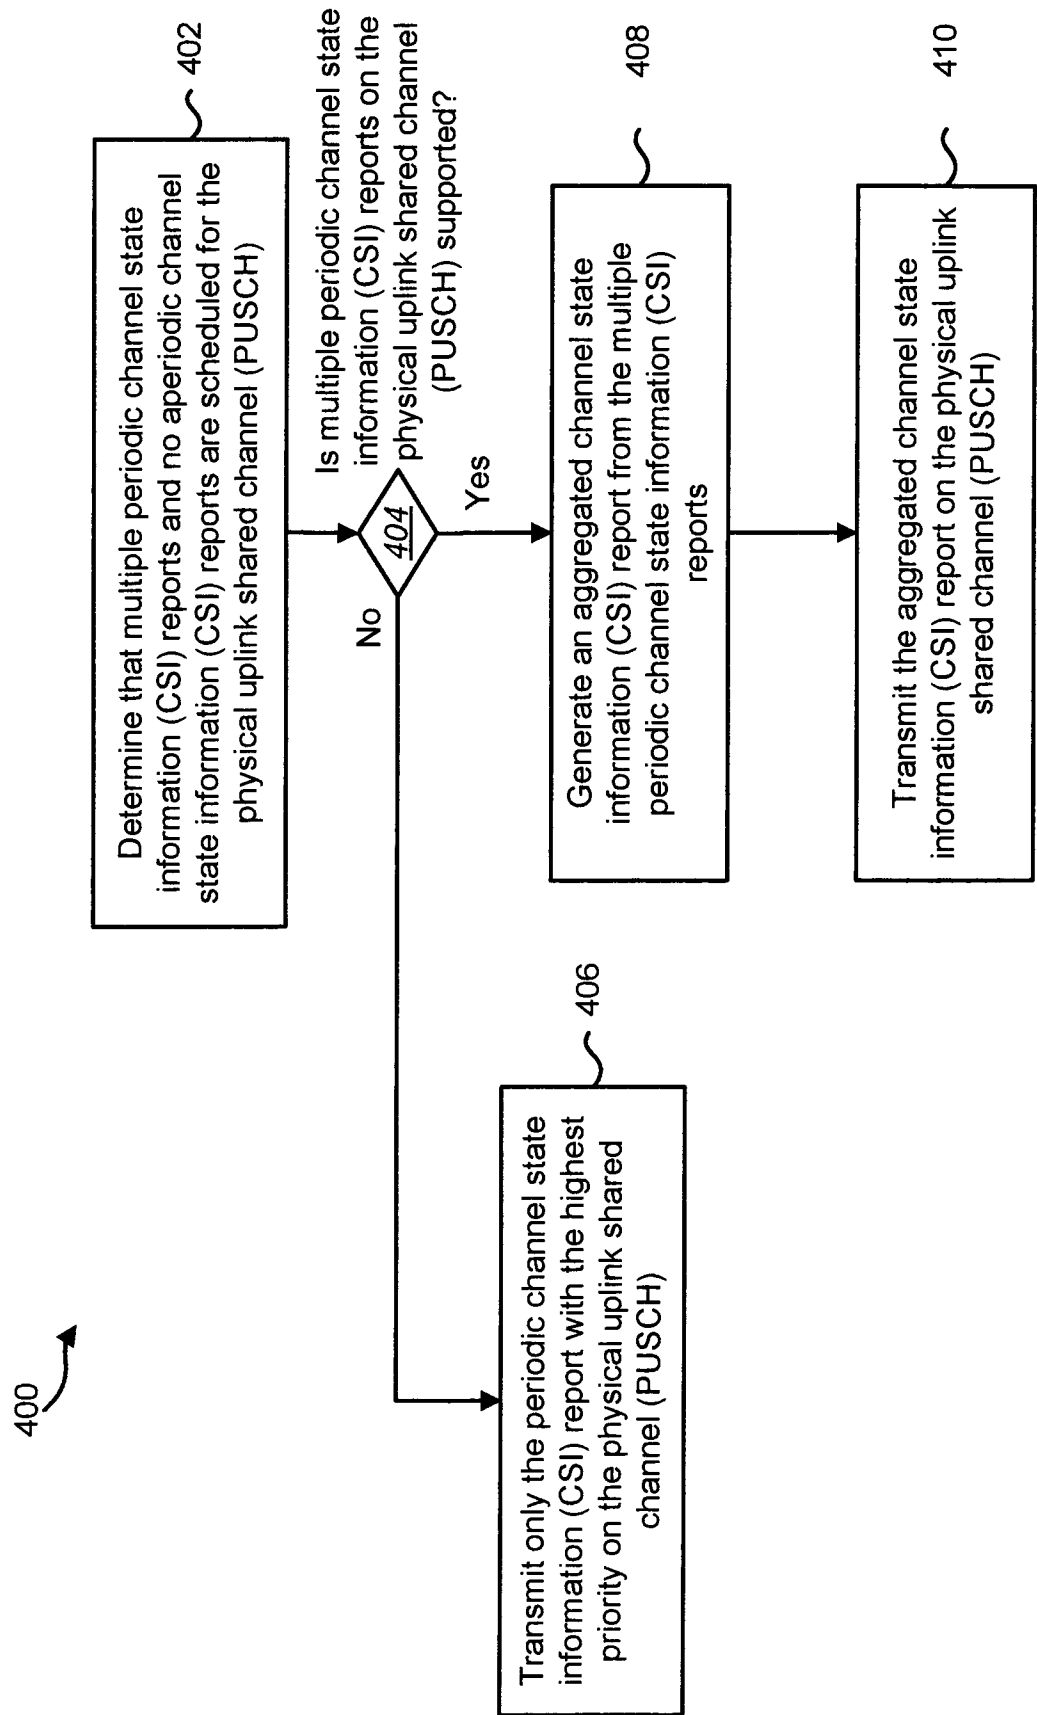 400
Determine that multiple periodic channel state
information (CSI) reports and no aperiodic channel
state information (CSI) reports are scheduled for the
physical uplink shared channel (PUSCH)
402
Is multiple periodic channel state
information (CSI) reports on the
physical uplink shared channel
(PUSCH) supported?
404
No
Yes
Transmit only the periodic channel state
information (CSI) report with the highest
priority on the physical uplink shared
channel (PUSCH)
406
Generate an aggregated channel state
information (CSI) report from the multiple
periodic channel state information (CSI)
reports
408
Transmit the aggregated channel state
information (CSI) report on the physical uplink
shared channel (PUSCH)
410